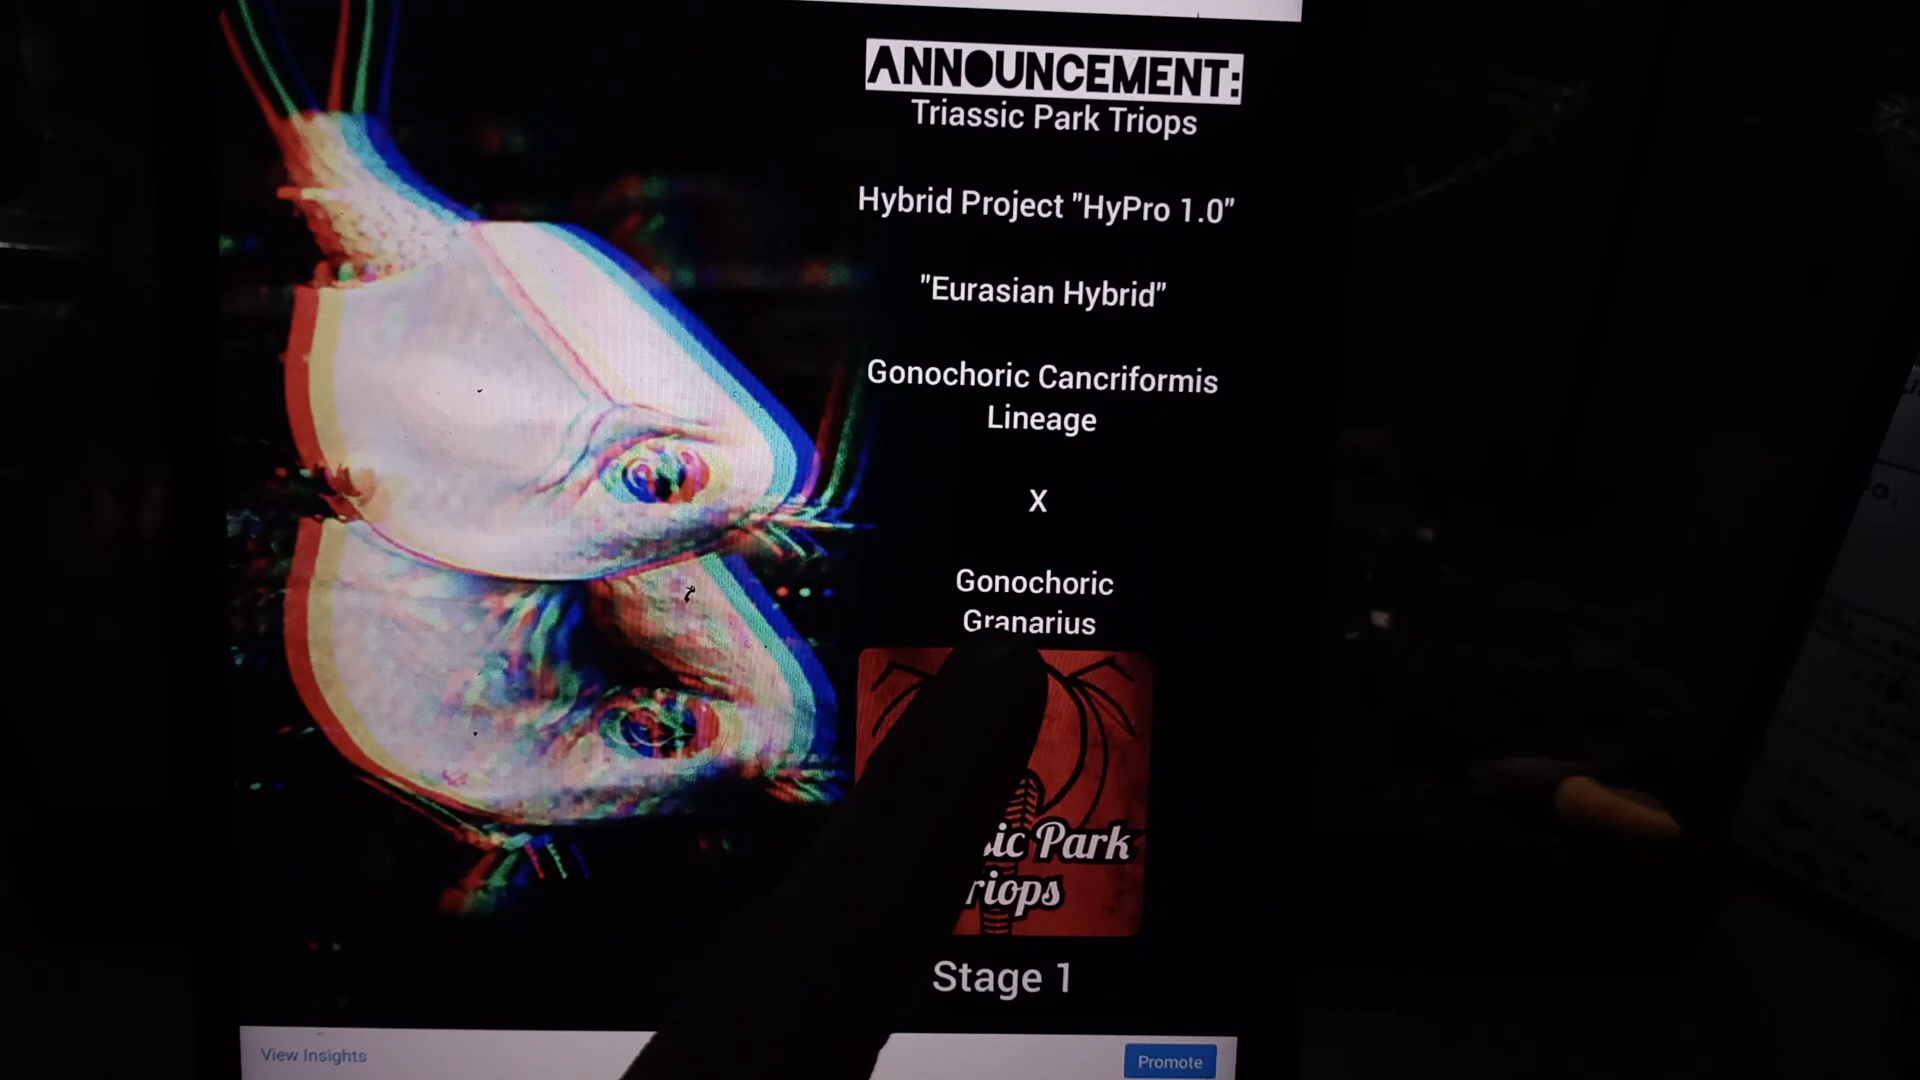 ANNOUNCEMENT:
Triassic Park Triops
Hybrid Project "HyPro 1.0"
"Eurasian Hybrid"
Gonochoric Cancriformis
Lineage
X
Gonochoric
Granarius
ic Park
riops
Stage 1
View Insights
Promote